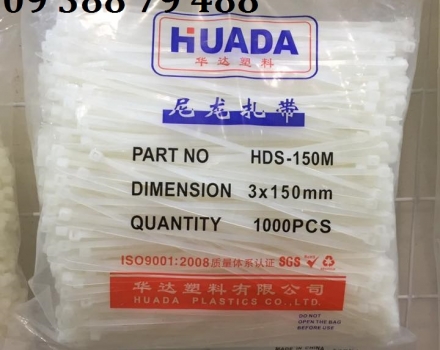 09 388 79 488
HUADA
华达塑料
尼龙扎带
PART NO HDS-150M
DIMENSION 3x150mm
QUANTITY 1000PCS
ISO9001:2008质量体系认证 SGS
华达塑料有限公司
HUADA PLASTICS CO.,LTD.
DO NOT
OPEN THE BAG
BEFORE USE
MADE IN CHINA